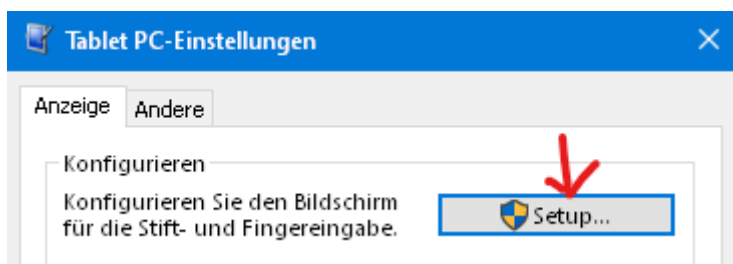 Tablet PC-Einstellungen
Anzeige Andere
Konfigurieren
Konfigurieren Sie den Bildschirm
für die Stift- und Fingereingabe.
Setup...